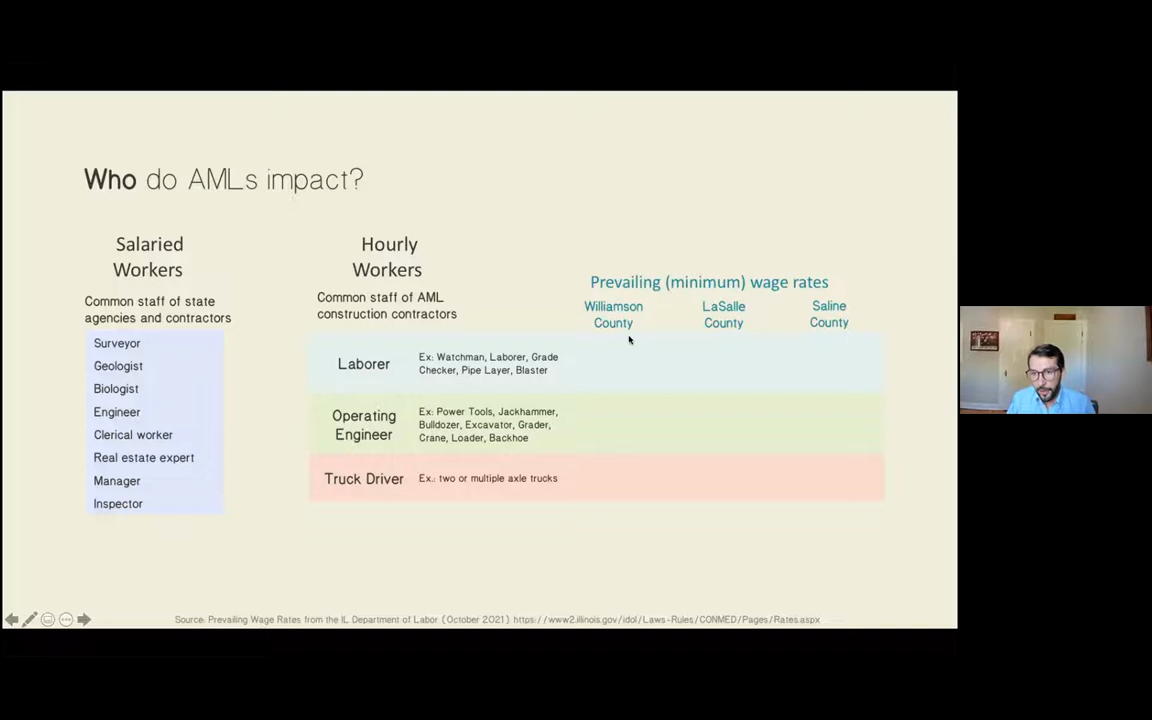 Who do AMLs impact?
Salaried
Workers
Common staff of state
agencies and contractors
Surveyor
Geologist
Biologist
Engineer
Clerical worker
Real estate expert
Manager
Inspector
Hourly
Workers
Common staff of AML
construction contractors
Prevailing (minimum) wage rates
Williamson
County
LaSalle
County
Saline
County
Laborer
Ex: Watchman, Laborer, Grade
Checker, Pipe Layer, Blaster
Operating
Engineer
Ex: Power Tools, Jackhammer,
Bulldozer, Excavator, Grader,
Crane, Loader, Backhoe
Truck Driver
Ex.: two or multiple axle trucks
Source: Prevailing Wage Rates from the IL Department of Labor (October 2021) https://www2.illinois.gov/idol/Laws-Rules/CONMED/Pages/Rates.aspx